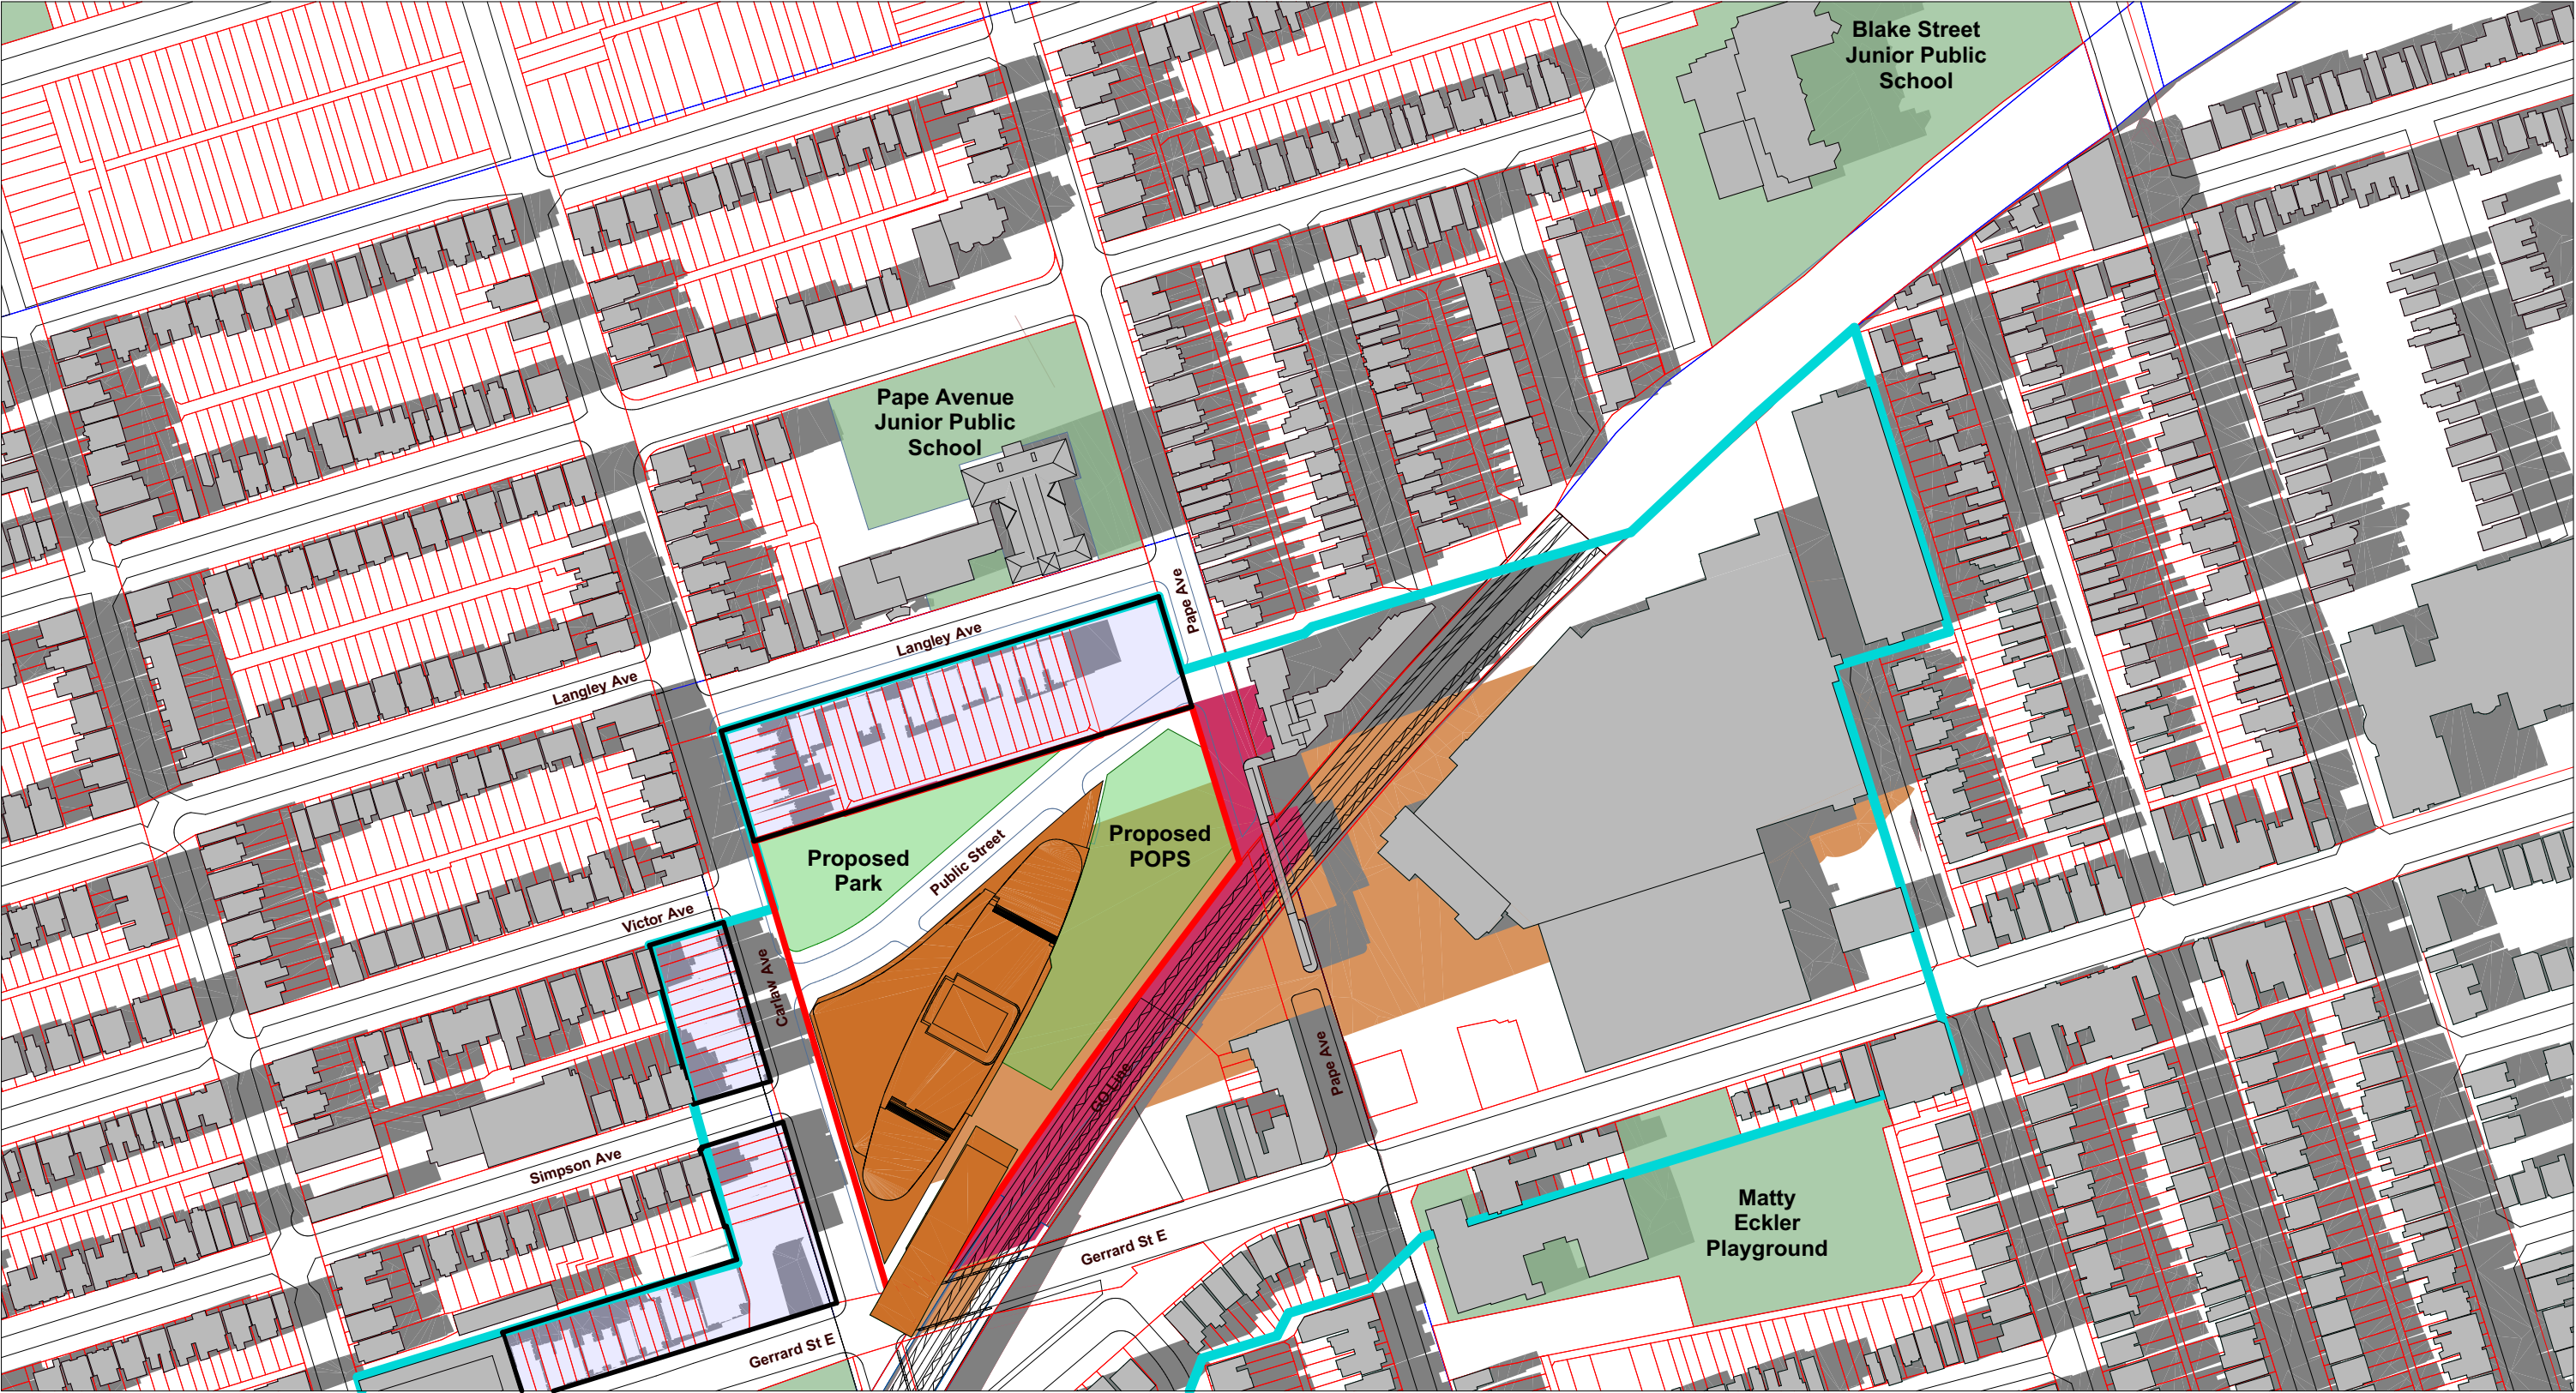 Blake Street
Junior Public
School
Pape Avenue
Junior Public
School
Pape Ave
Langley Ave
Langley Ave
Proposed
Park
Public Street
Proposed
POPS
Victor Ave
Carlaw Ave
Simpson Ave
GO Line
Pape Ave
Gerrard St E
Gerrard St E
Matty
Eckler
Playground